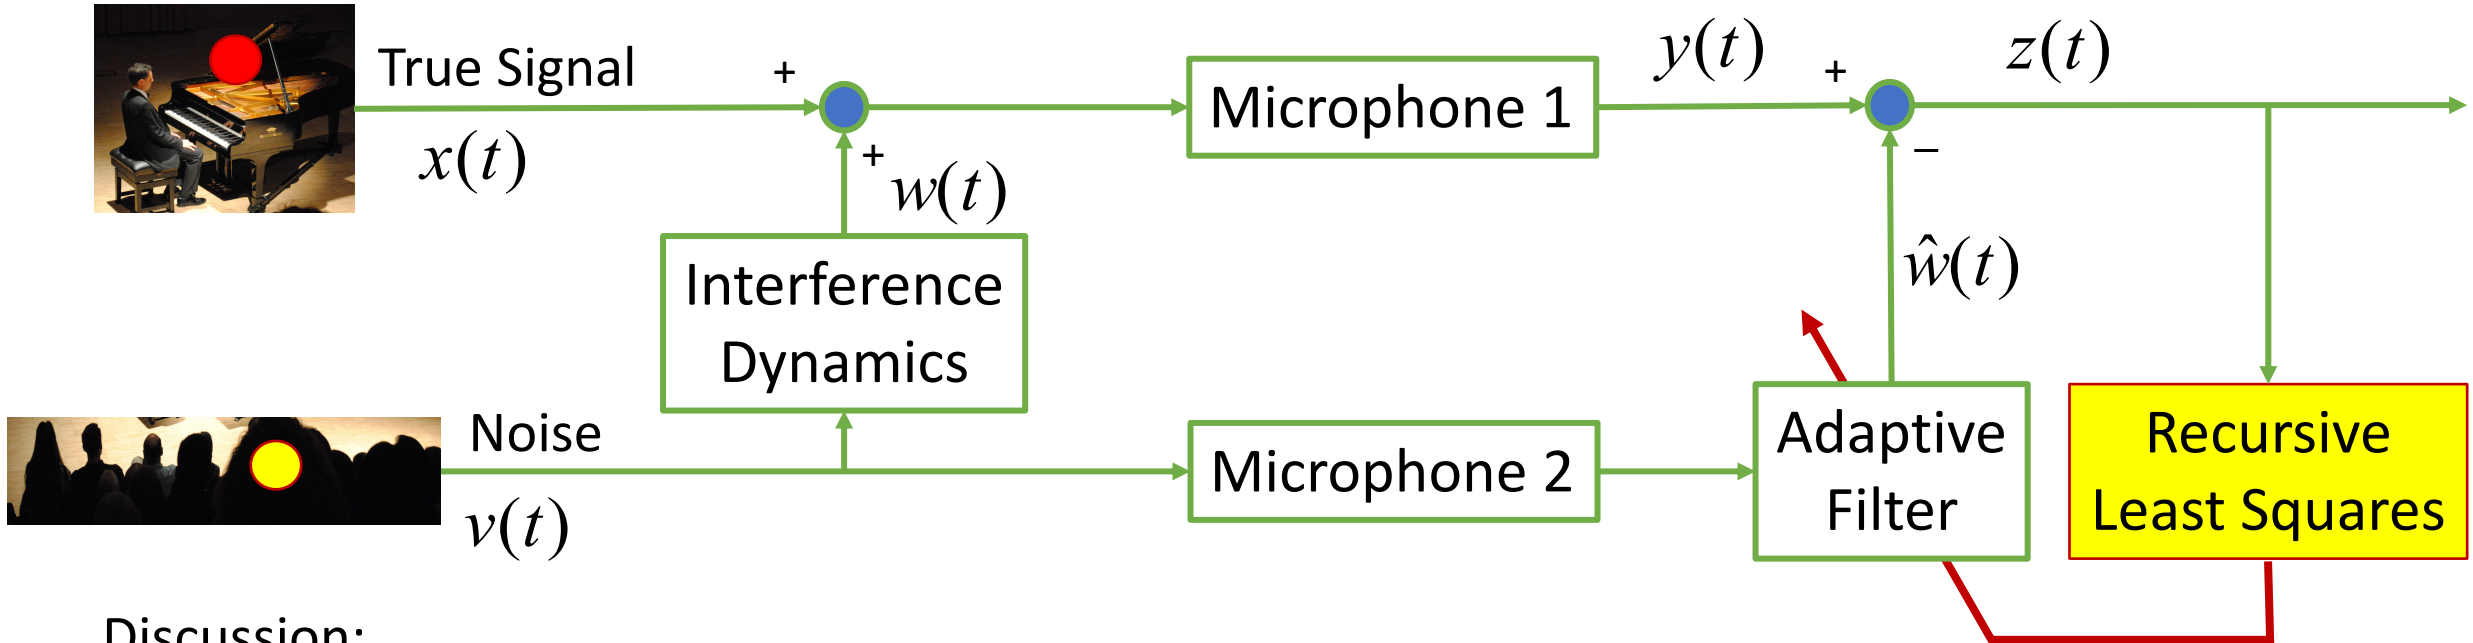 True Signal
+
y(t)
+
z(t)
Microphone 1
x(t)
+
w(t)
−
Interference
Dynamics
ŵ(t)
Noise
v(t)
Microphone 2
Adaptive
Filter
Recursive
Least Squares
Discussion: